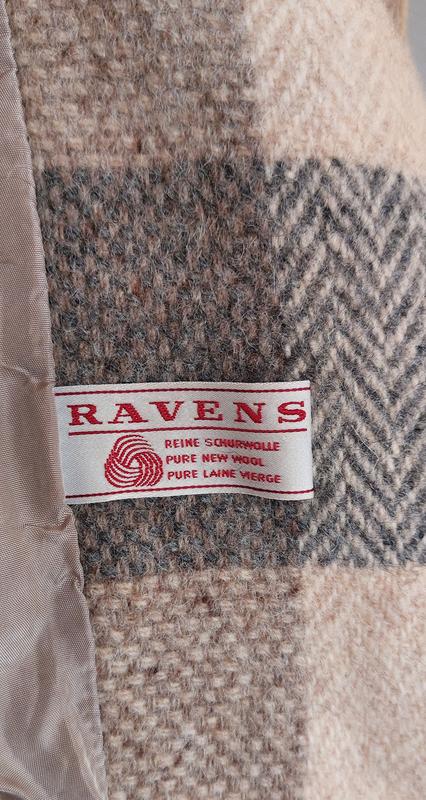 RAVENS
REINE SCHURWOLLE
PURE NEW WOOL
PURE LAINE VIERGE